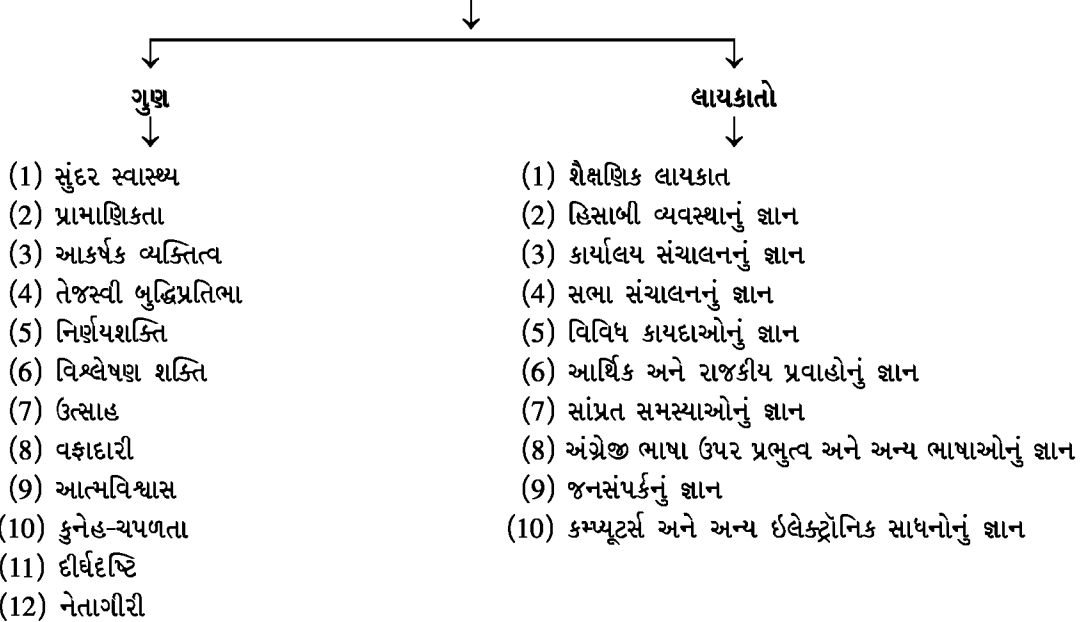 ગુણ
(1) સુંદર સ્વાસ્થ્ય
(2) પ્રામાણિકતા
(3) આકર્ષક વ્યક્તિત્વ
(4) તેજસ્વી બુદ્ધિપ્રતિભા
(5) નિર્ણયશક્તિ
(6) વિશ્લેષણ શક્તિ
(7) ઉત્સાહ
(8) વફાદારી
(9) આત્મવિશ્વાસ
(10) કુનેહ-ચપળતા
(11) દીર્ઘદૃષ્ટિ
(12) નેતાગીરી
લાયકાતો
(1) શૈક્ષણિક લાયકાત
(2) હિસાબી વ્યવસ્થાનું જ્ઞાન
(3) કાર્યાલય સંચાલનનું જ્ઞાન
(4) સભા સંચાલનનું જ્ઞાન
(5) વિવિધ કાયદાઓનું જ્ઞાન
(6) આર્થિક અને રાજકીય પ્રવાહોનું જ્ઞાન
(7) સાંપ્રત સમસ્યાઓનું જ્ઞાન
(8) અંગ્રેજી ભાષા ઉપર પ્રભુત્વ અને અન્ય ભાષાઓનું જ્ઞાન
(9) જનસંપર્કનું જ્ઞાન
(10) કમ્પ્યૂટર્સ અને અન્ય ઇલેક્ટ્રૉનિક સાધનોનું જ્ઞાન